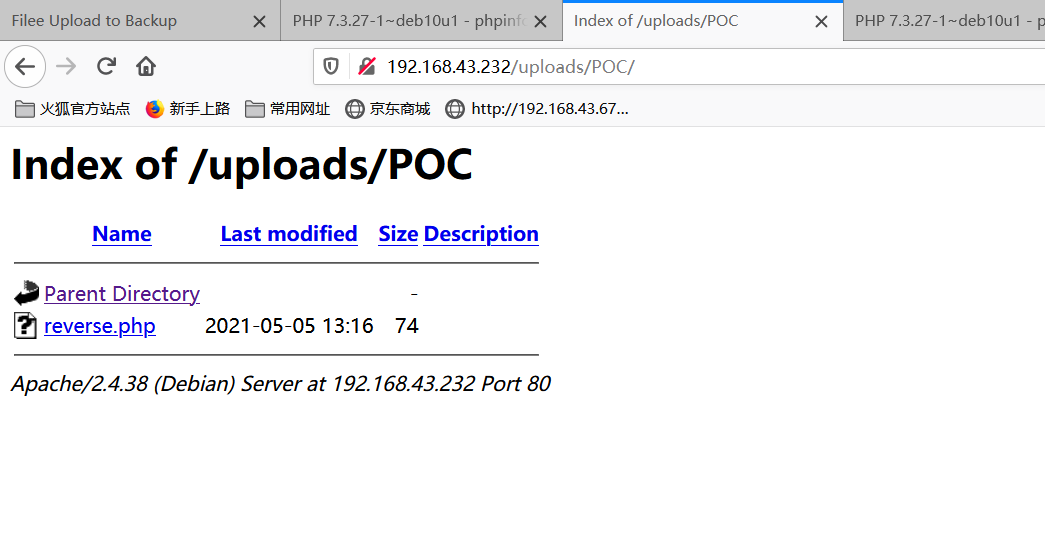 Filee Upload to Backup
PHP 7.3.27-1~deb10u1 - phpinfo
Index of /uploads/POC
PHP 7.3.27-1~deb10u1 - p
192.168.43.232/uploads/POC/
火狐官方站点 新手上路 常用网址 京东商城 http://192.168.43.67...
Index of /uploads/POC
Name Last modified Size Description
Parent Directory -
reverse.php 2021-05-05 13:16 74
Apache/2.4.38 (Debian) Server at 192.168.43.232 Port 80